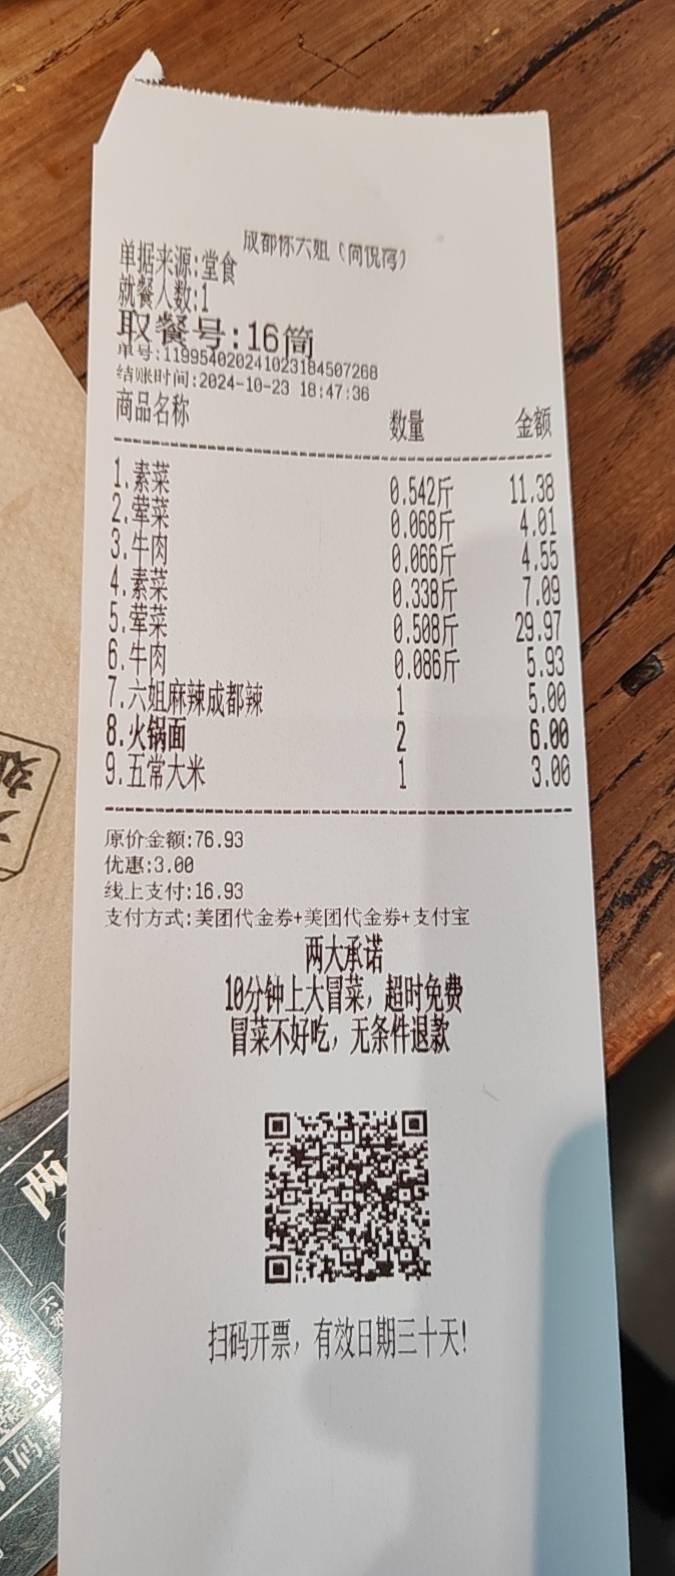 成都你六姐（
单据来源:堂食
就餐人数:1
取餐号:16筒
单号:119954020241023184507268
结账时间:2024-10-23 18:47:36
商品名称 数量 金额
1.素菜 0.542斤 11.38
2.荤菜 0.068斤 4.01
3.牛肉 0.066斤 4.55
4.素菜 0.338斤 7.09
5.荤菜 0.508斤 29.97
6.牛肉 0.086斤 5.93
7.六姐麻辣成都辣 1 5.00
8.火锅面 2 6.00
9.五常大米 1 3.00
原价金额:76.93
优惠:3.00
线上支付:16.93
支付方式:美团代金券+美团代金券+支付宝
两大承诺
10分钟上大冒菜，超时免费
冒菜不好吃，无条件退款
扫码开票，有效日期三十天!
两